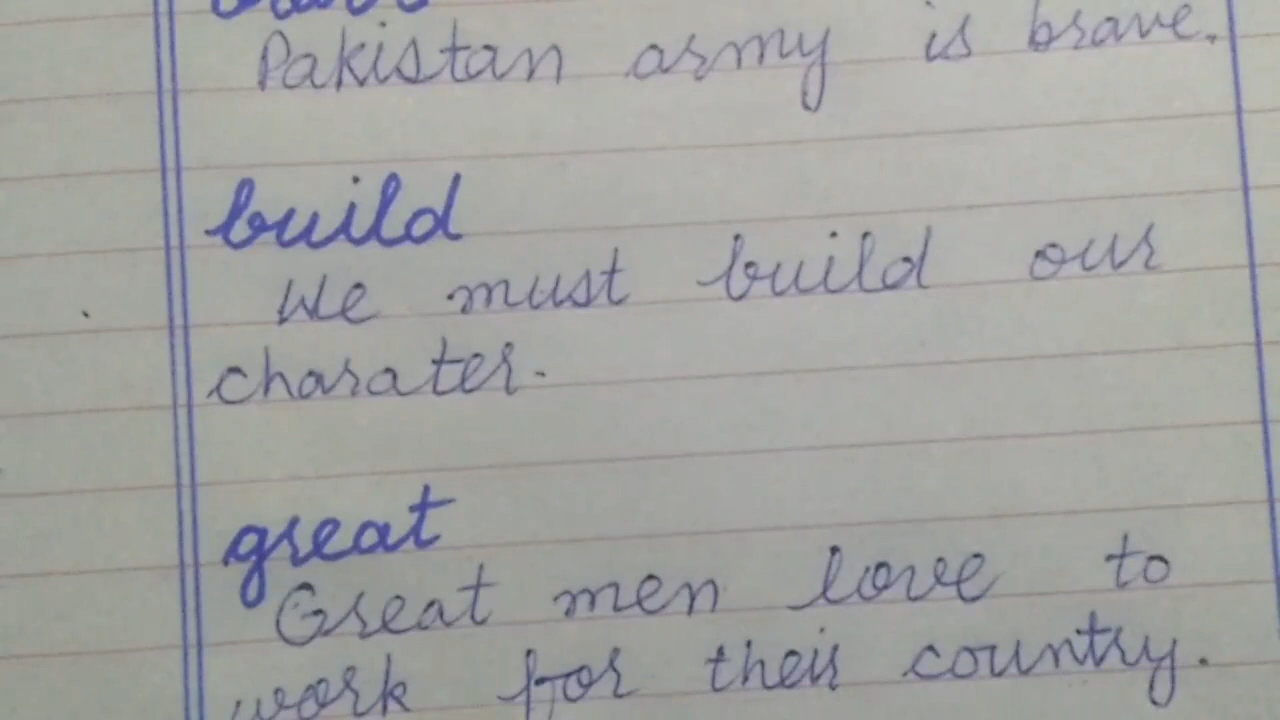 Pakistan army is brave.
build
We must build our
charater.
great
Great men love to
work for their country.